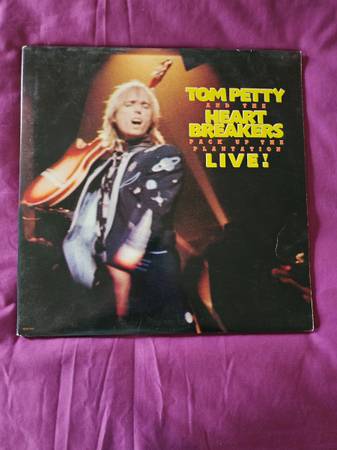 TOM PETTY
AND THE
HEART
BREAKERS
PACK UP THE
PLANTATION
LIVE!